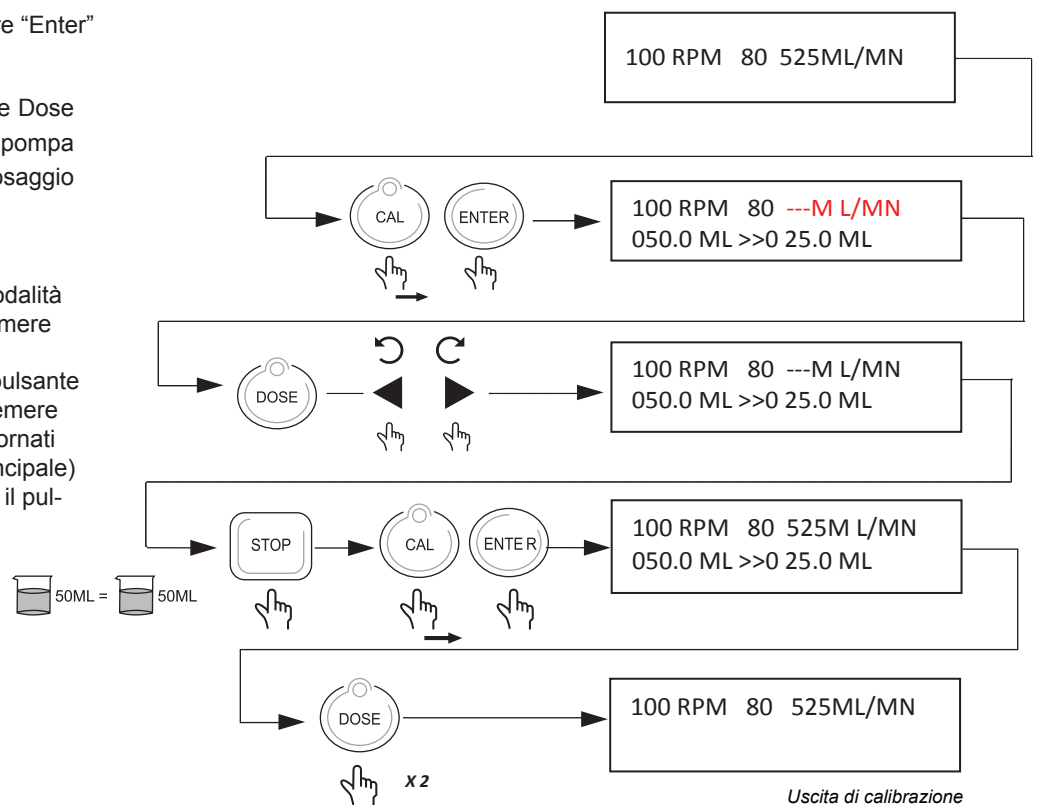 re “Enter”
e Dose
pompa
osaggio
odalità
mere
pulsante
emere
ornati
ncipale)
il pul-
100 RPM 80 525ML/MN
CAL
ENTER
100 RPM 80 ---M L/MN
050.0 ML >>0 25.0 ML
DOSE
100 RPM 80 ---M L/MN
050.0 ML >>0 25.0 ML
50ML = 50ML
STOP
CAL
ENTE R
100 RPM 80 525M L/MN
050.0 ML >>0 25.0 ML
DOSE
X 2
100 RPM 80 525ML/MN
Uscita di calibrazione